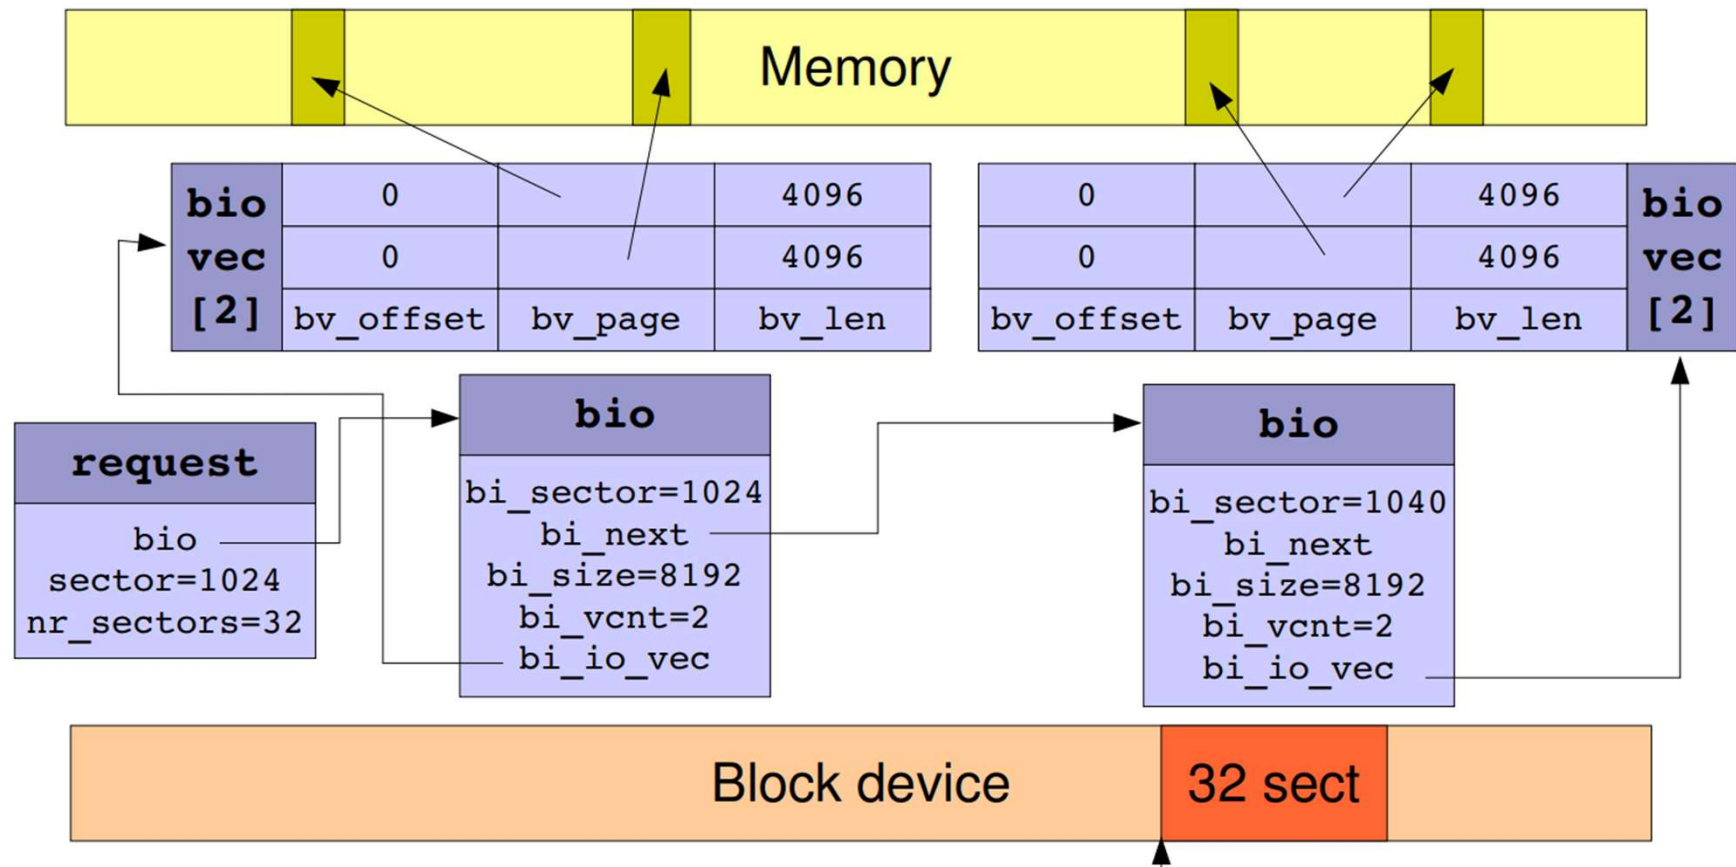 Memory
bio
vec
[2]
0 4096
0 4096
bv_offset bv_page bv_len
0 4096
0 4096
bv_offset bv_page bv_len
bio
vec
[2]
request
bio
sector=1024
nr_sectors=32
bio
bi_sector=1024
bi_next
bi_size=8192
bi_vcnt=2
bi_io_vec
bio
bi_sector=1040
bi_next
bi_size=8192
bi_vcnt=2
bi_io_vec
Block device
32 sect